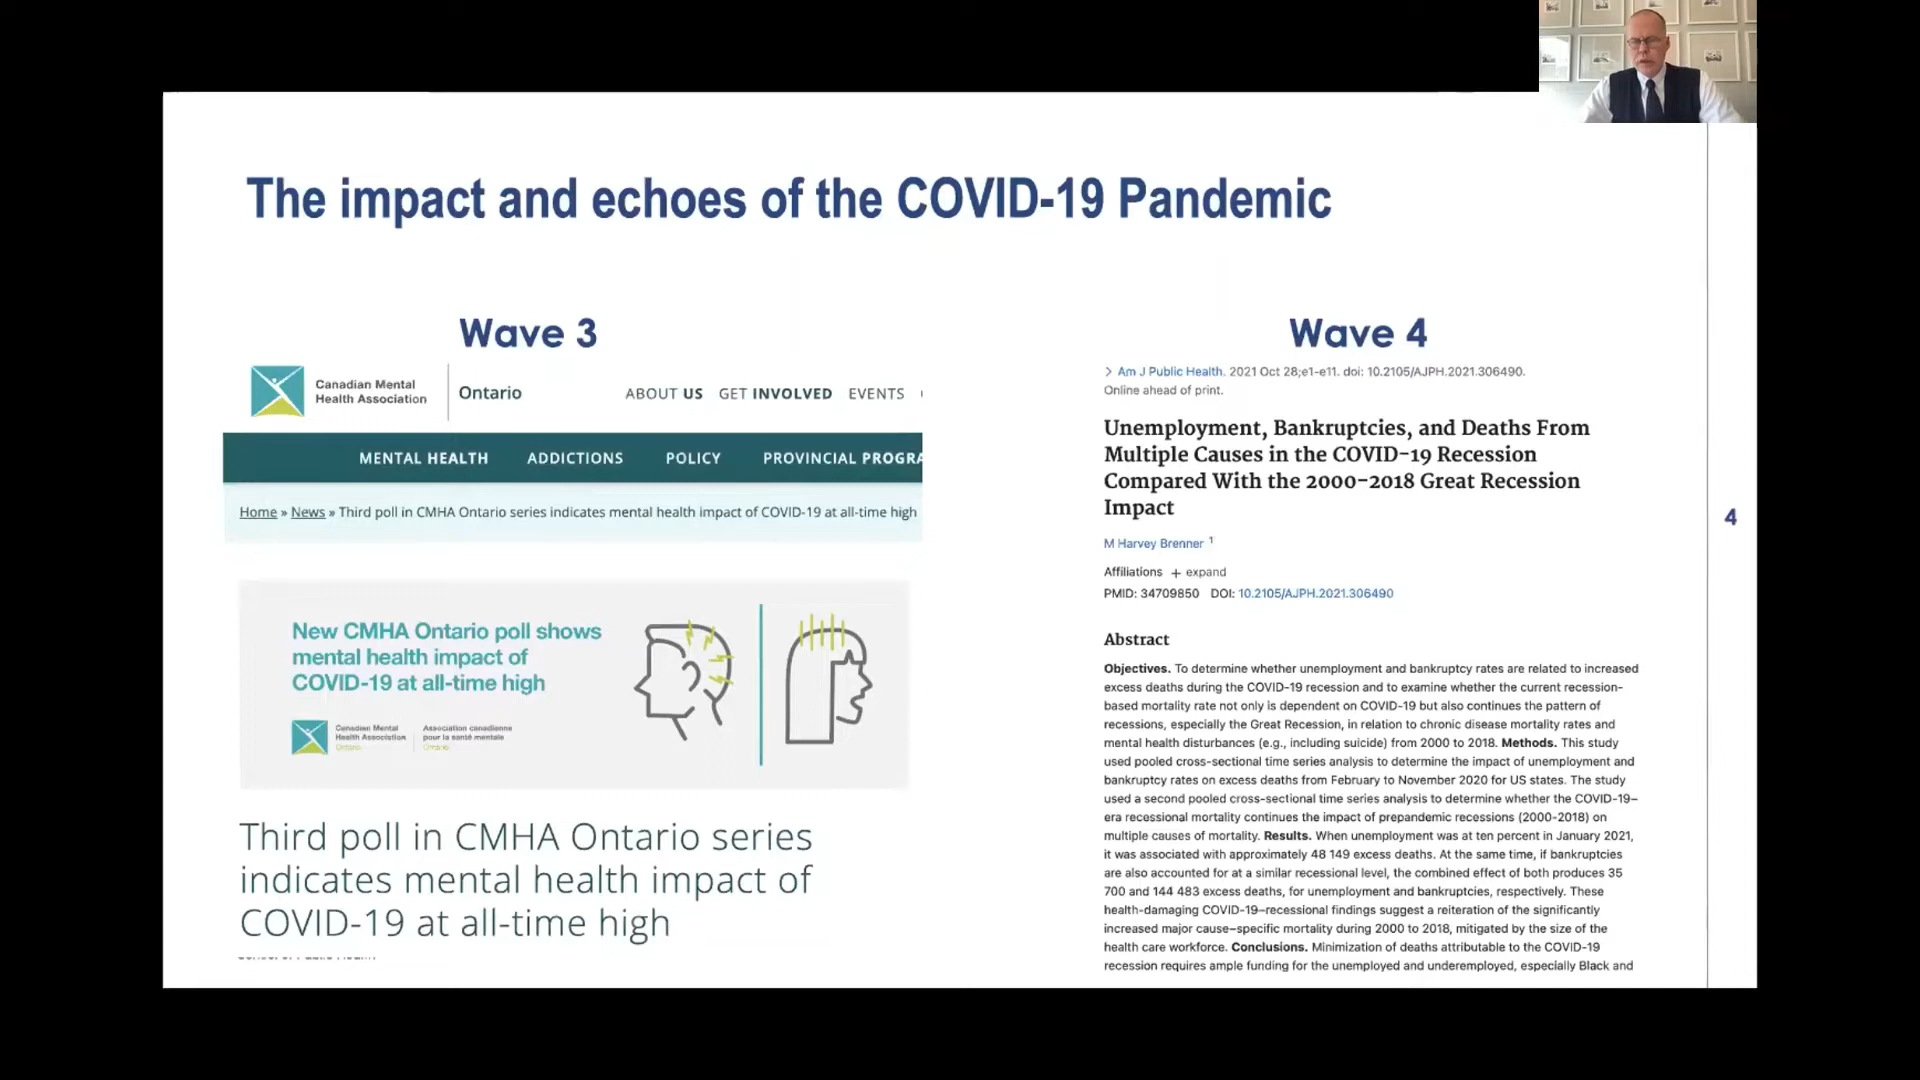 The impact and echoes of the COVID-19 Pandemic
Wave 3
Canadian Mental
Health Association
Ontario
ABOUT US GET INVOLVED EVENTS
MENTAL HEALTH ADDICTIONS POLICY PROVINCIAL PROGRA
Home » News » Third poll in CMHA Ontario series indicates mental health impact of COVID-19 at all-time high
New CMHA Ontario poll shows
mental health impact of
COVID-19 at all-time high
Canadian Mental
Health Association
Ontario
Association canadienne
pour la santé mentale
Ontario
Third poll in CMHA Ontario series
indicates mental health impact of
COVID-19 at all-time high
Wave 4
> Am J Public Health. 2021 Oct 28;e1-e11. doi: 10.2105/AJPH.2021.306490.
Online ahead of print.
Unemployment, Bankruptcies, and Deaths From
Multiple Causes in the COVID-19 Recession
Compared With the 2000-2018 Great Recession
Impact
M Harvey Brenner 1
Affiliations + expand
PMID: 34709850 DOI: 10.2105/AJPH.2021.306490
Abstract
Objectives. To determine whether unemployment and bankruptcy rates are related to increased
excess deaths during the COVID-19 recession and to examine whether the current recession-
based mortality rate not only is dependent on COVID-19 but also continues the pattern of
recessions, especially the Great Recession, in relation to chronic disease mortality rates and
mental health disturbances (e.g., including suicide) from 2000 to 2018. Methods. This study
used pooled cross-sectional time series analysis to determine the impact of unemployment and
bankruptcy rates on excess deaths from February to November 2020 for US states. The study
used a second pooled cross-sectional time series analysis to determine whether the COVID-19–
era recessional mortality continues the impact of prepandemic recessions (2000-2018) on
multiple causes of mortality. Results. When unemployment was at ten percent in January 2021,
it was associated with approximately 48 149 excess deaths. At the same time, if bankruptcies
are also accounted for at a similar recessional level, the combined effect of both produces 35
700 and 144 483 excess deaths, for unemployment and bankruptcies, respectively. These
health-damaging COVID-19–recessional findings suggest a reiteration of the significantly
increased major cause–specific mortality during 2000 to 2018, mitigated by the size of the
health care workforce. Conclusions. Minimization of deaths attributable to the COVID-19
recession requires ample funding for the unemployed and underemployed, especially Black and
4